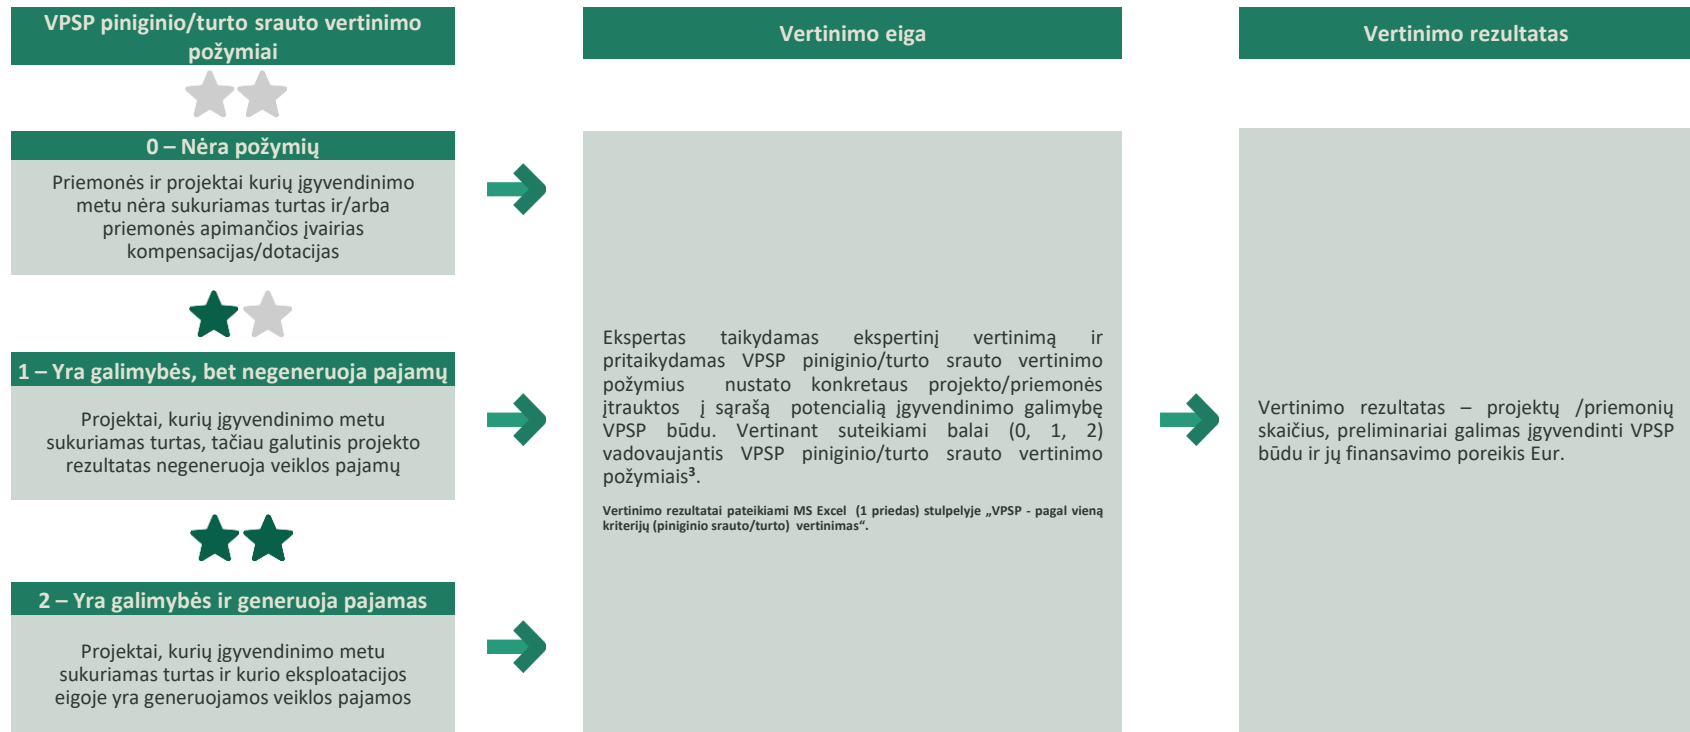 VPSP piniginio/turto srauto vertinimo
požymiai
0 – Nėra požymių
Priemonės ir projektai kurių įgyvendinimo
metu nėra sukuriamas turtas ir/arba
priemonės apimančios įvairias
kompensacijas/dotacijas
1 – Yra galimybės, bet negeneruoja pajamų
Projektai, kurių įgyvendinimo metu
sukuriamas turtas, tačiau galutinis projekto
rezultatas negeneruoja veiklos pajamų
2 – Yra galimybės ir generuoja pajamas
Projektai, kurių įgyvendinimo metu
sukuriamas turtas ir kurio eksploatacijos
eigoje yra generuojamos veiklos pajamos
Vertinimo eiga
Ekspertas taikydamas ekspertinį vertinimą ir
pritaikydamas VPSP piniginio/turto srauto vertinimo
požymius nustato konkretaus projekto/priemonės
įtrauktos į sąrašą potencialią įgyvendinimo galimybę
VPSP būdu. Vertinant suteikiami balai (0, 1, 2)
vadovaujantis VPSP piniginio/turto srauto vertinimo
požymiais³.
Vertinimo rezultatai pateikiami MS Excel (1 priedas) stulpelyje „VPSP - pagal vieną
kriterijų (piniginio srauto/turto) vertinimas“.
Vertinimo rezultatas
Vertinimo rezultatas – projektų /priemonių
skaičius, preliminariai galimas įgyvendinti VPSP
būdu ir jų finansavimo poreikis Eur.